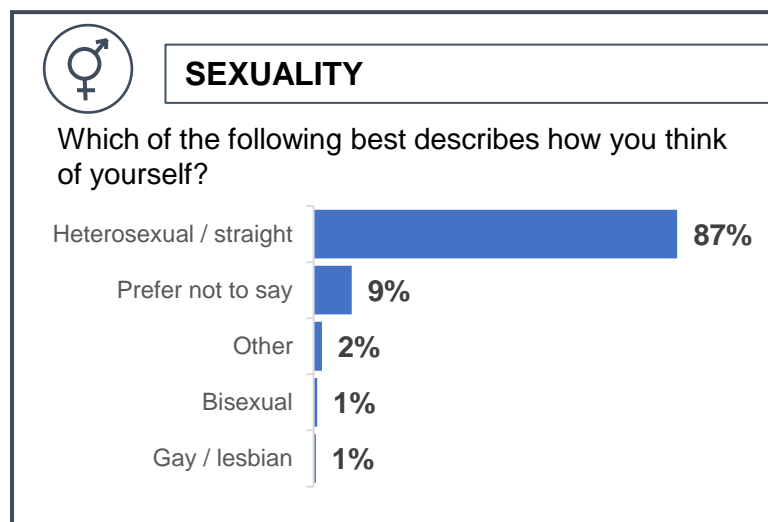 SEXUALITY
Which of the following best describes how you think
of yourself?
Heterosexual / straight 87%
Prefer not to say 9%
Other 2%
Bisexual 1%
Gay / lesbian 1%